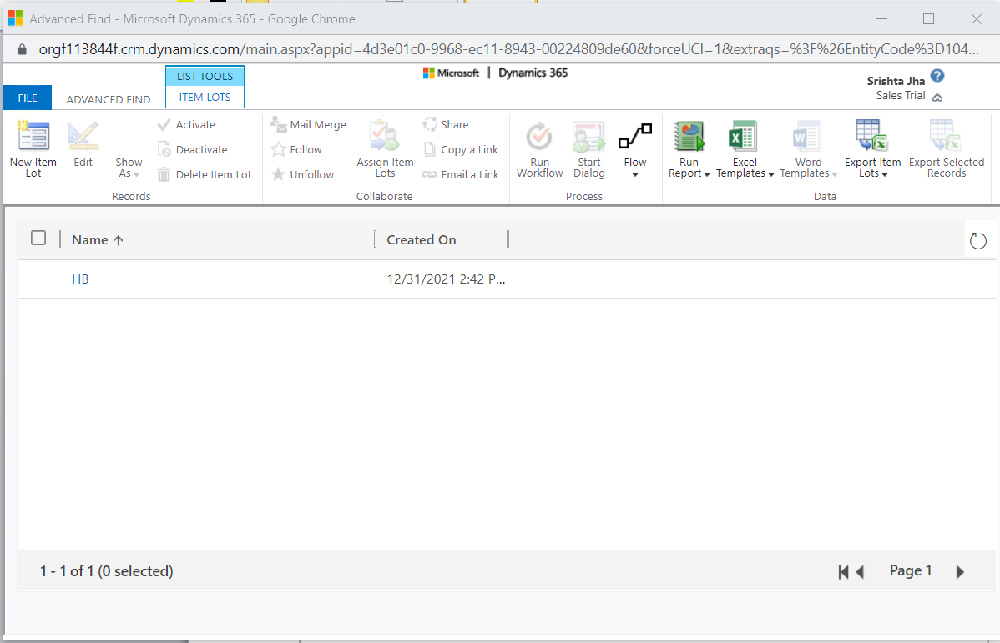 Advanced Find - Microsoft Dynamics 365 - Google Chrome
orgf113844f.crm.dynamics.com/main.aspx?appid=4d3e01c0-9968-ec11-8943-00224809de60&forceUCI=1&extraqs=%3F%26EntityCode%3D104...
Microsoft | Dynamics 365
Srishta Jha
Sales Trial
FILE
ADVANCED FIND
LIST TOOLS
ITEM LOTS
New Item
Lot
Edit
Show
As
Activate
Deactivate
Delete Item Lot
Records
Mail Merge
Follow
Unfollow
Assign Item
Lots
Share
Copy a Link
Email a Link
Collaborate
Run
Workflow
Start
Dialog
Flow
Process
Run
Report
Excel
Templates
Word
Templates
Export Item
Lots
Export Selected
Records
Data
Name
Created On
HB
12/31/2021 2:42 P...
1 - 1 of 1 (0 selected)
Page 1